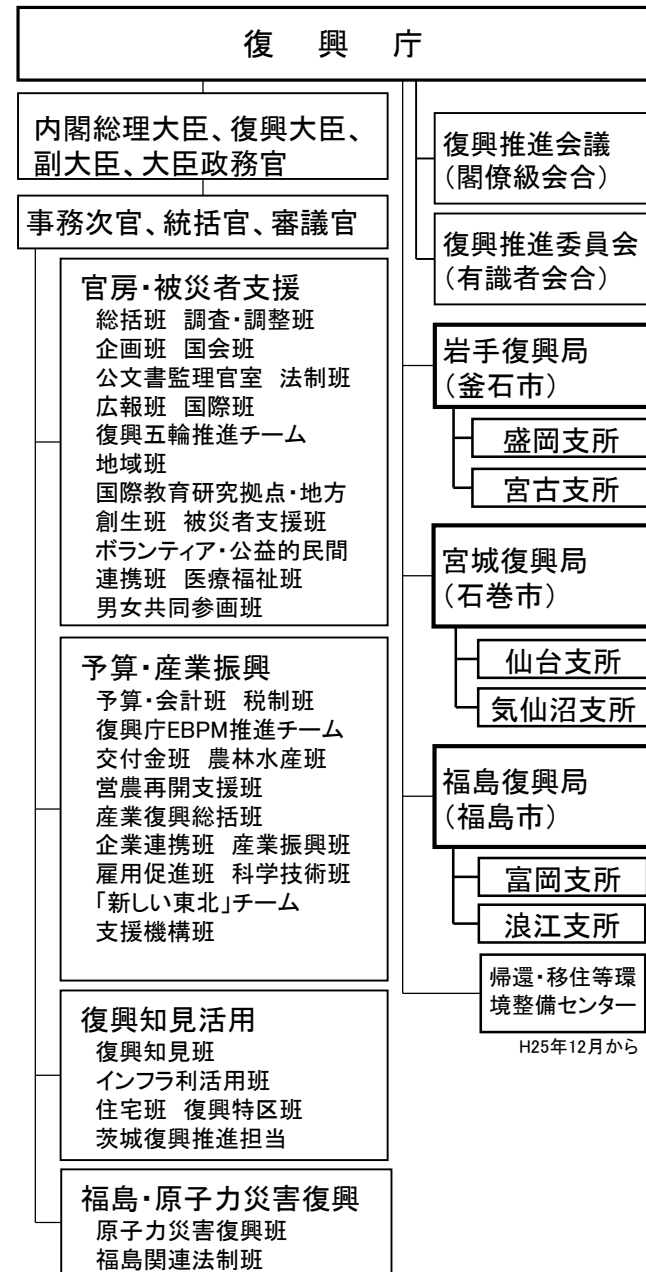 復 興 庁
内閣総理大臣、復興大臣、
副大臣、大臣政務官
事務次官、統括官、審議官
官房・被災者支援
総括班 調査・調整班
企画班 国会班
公文書監理官室 法制班
広報班 国際班
復興五輪推進チーム
地域班
国際教育研究拠点・地方
創生班 被災者支援班
ボランティア・公益的民間
連携班 医療福祉班
男女共同参画班
予算・産業振興
予算・会計班 税制班
復興庁EBPM推進チーム
交付金班 農林水産班
営農再開支援班
産業復興総括班
企業連携班 産業振興班
雇用促進班 科学技術班
「新しい東北」チーム
支援機構班
復興知見活用
復興知見班
インフラ利活用班
住宅班 復興特区班
茨城復興推進担当
福島・原子力災害復興
原子力災害復興班
福島関連法制班
復興推進会議
(閣僚級会合)
復興推進委員会
(有識者会合)
岩手復興局
(釜石市)
盛岡支所
宮古支所
宮城復興局
(石巻市)
仙台支所
気仙沼支所
福島復興局
(福島市)
富岡支所
浪江支所
帰還・移住等環
境整備センター
H25年12月から